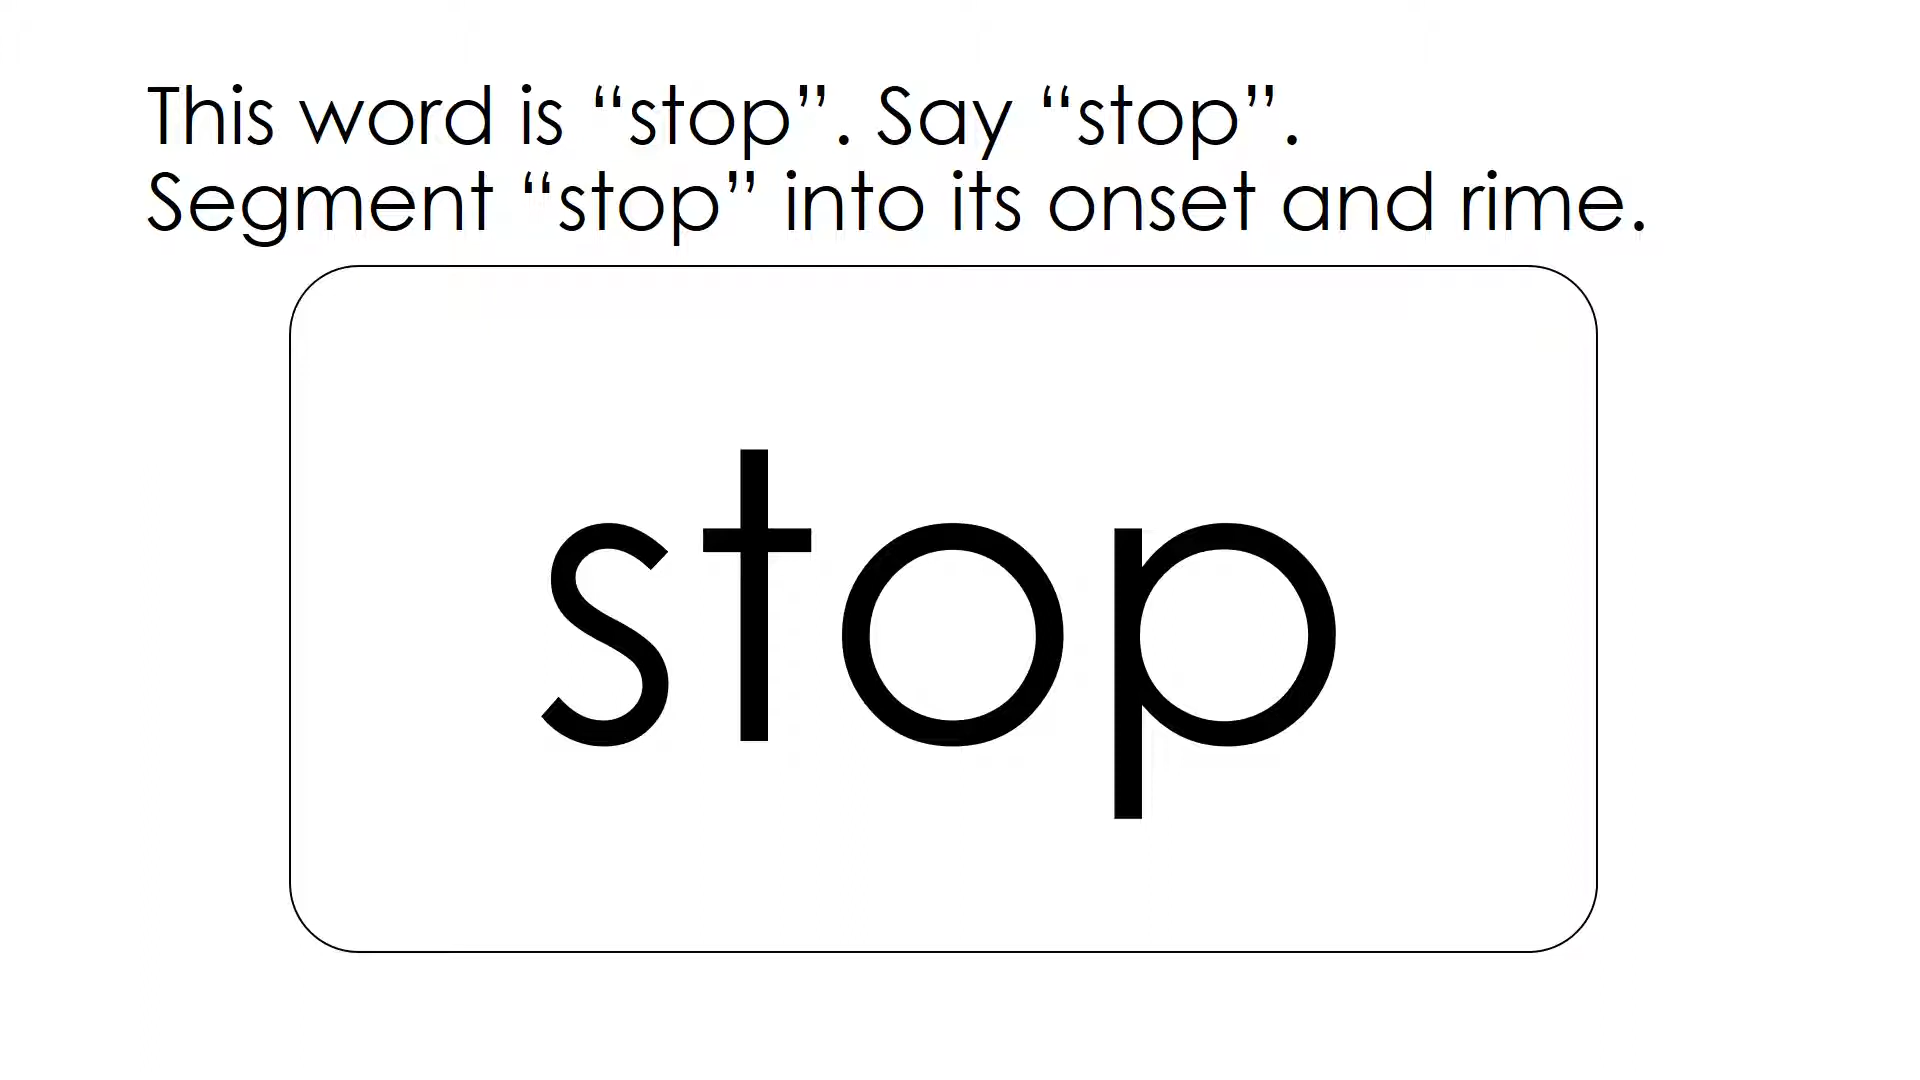 This word is “stop”. Say “stop”.
Segment “stop” into its onset and rime.
stop